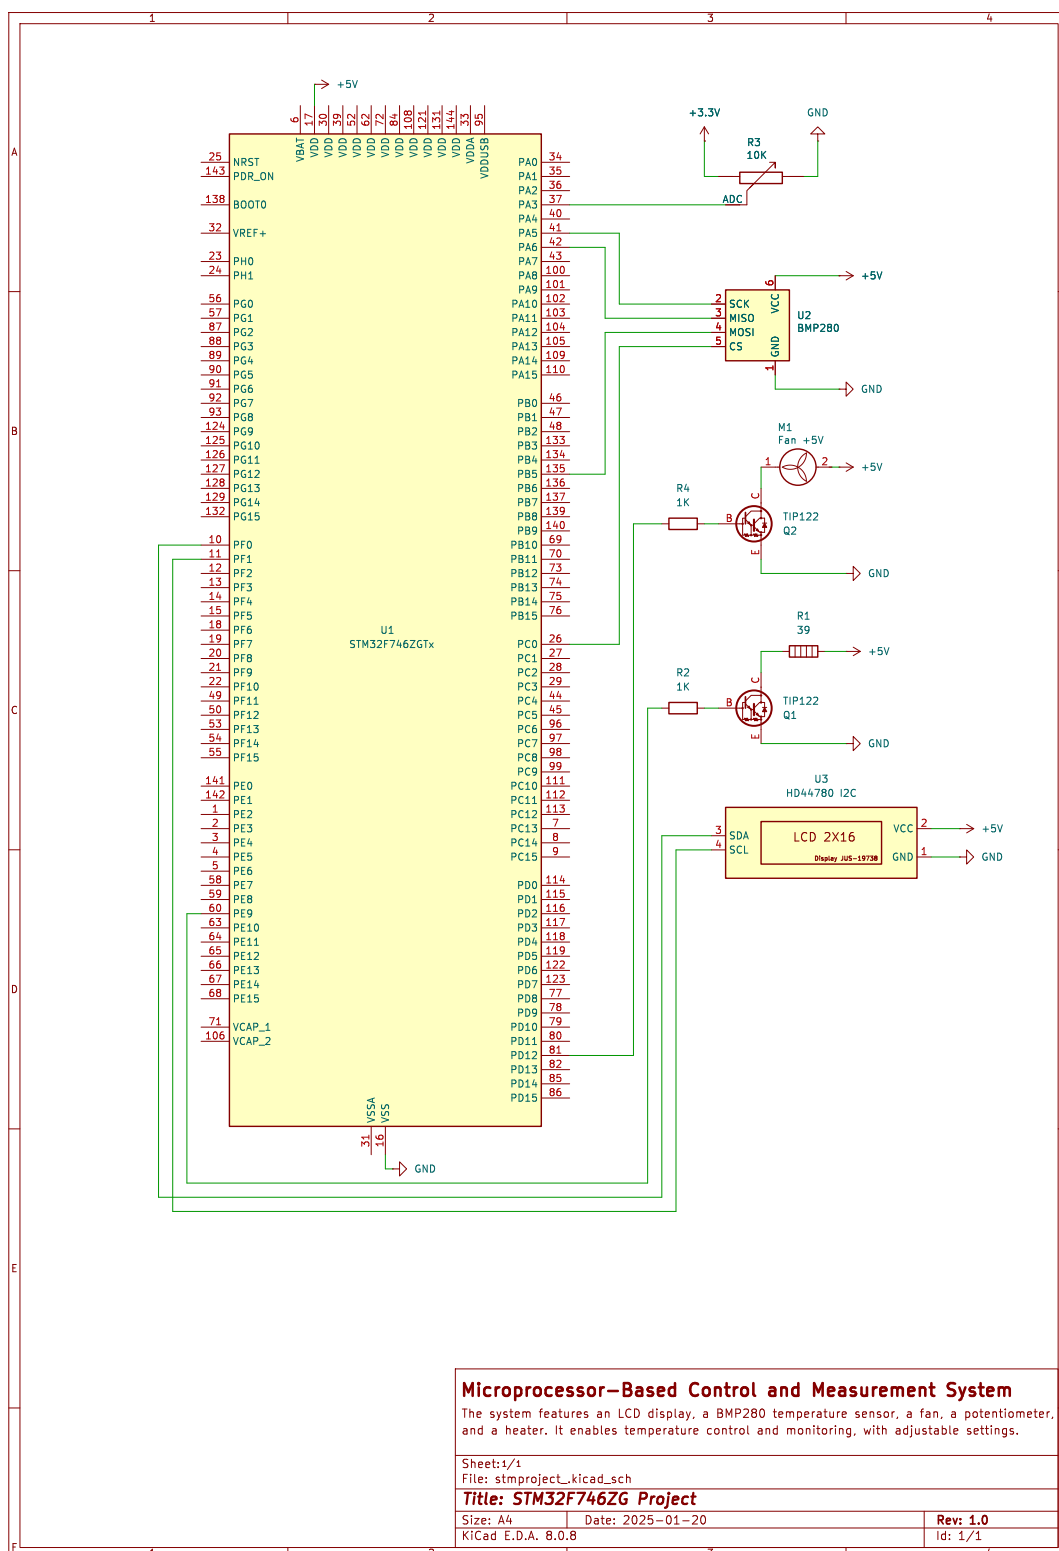 1 2 3 4
+5V
6 17 30 39 52 62 72 84 108 121 131 144 33 95
VBAT VDD VDD VDD VDD VDD VDD VDD VDD VDD VDD VDD VDDA VDDUSB
25 NRST
143 PDR_ON
138 BOOT0
32 VREF+
23 PH0
24 PH1
56 PG0
57 PG1
87 PG2
88 PG3
89 PG4
90 PG5
91 PG6
92 PG7
93 PG8
124 PG9
125 PG10
126 PG11
127 PG12
128 PG13
129 PG14
132 PG15
10 PF0
11 PF1
12 PF2
13 PF3
14 PF4
15 PF5
18 PF6
19 PF7
20 PF8
21 PF9
22 PF10
49 PF11
50 PF12
53 PF13
54 PF14
55 PF15
141 PE0
142 PE1
1 PE2
2 PE3
3 PE4
4 PE5
5 PE6
58 PE7
59 PE8
60 PE9
63 PE10
64 PE11
65 PE12
66 PE13
67 PE14
68 PE15
71 VCAP_1
106 VCAP_2
U1
STM32F746ZGTx
PA0 34
PA1 35
PA2 36
PA3 37
PA4 40
PA5 41
PA6 42
PA7 43
PA8 100
PA9 101
PA10 102
PA11 103
PA12 104
PA13 105
PA14 109
PA15 110
PB0 46
PB1 47
PB2 48
PB3 133
PB4 134
PB5 135
PB6 136
PB7 137
PB8 139
PB9 140
PB10 69
PB11 70
PB12 73
PB13 74
PB14 75
PB15 76
PC0 26
PC1 27
PC2 28
PC3 29
PC4 44
PC5 45
PC6 96
PC7 97
PC8 98
PC9 99
PC10 111
PC11 112
PC12 113
PC13 7
PC14 8
PC15 9
PD0 114
PD1 115
PD2 116
PD3 117
PD4 118
PD5 119
PD6 122
PD7 123
PD8 77
PD9 78
PD10 79
PD11 80
PD12 81
PD13 82
PD14 85
PD15 86
VSSA VSS
31 16
GND
+3.3V GND
R3
10K
ADC
6 +5V
2 SCK VCC
3 MISO
4 MOSI
5 CS GND
1
U2
BMP280
GND
M1
Fan +5V
1 2 +5V
R4
1K
C
B
E
TIP122
Q2
GND
R1
39
+5V
R2
1K
C
B
E
TIP122
Q1
GND
U3
HD44780 I2C
3 SDA
4 SCL
LCD 2X16
Display JUS-19738
VCC 2 +5V
GND 1 GND
A
B
C
D
E
F
Microprocessor-Based Control and Measurement System
The system features an LCD display, a BMP280 temperature sensor, a fan, a potentiometer,
and a heater. It enables temperature control and monitoring, with adjustable settings.
Sheet:1/1
File: stmproject_.kicad_sch
Title: STM32F746ZG Project
Size: A4 Date: 2025-01-20 Rev: 1.0
KiCad E.D.A. 8.0.8 Id: 1/1
1 2 3 4